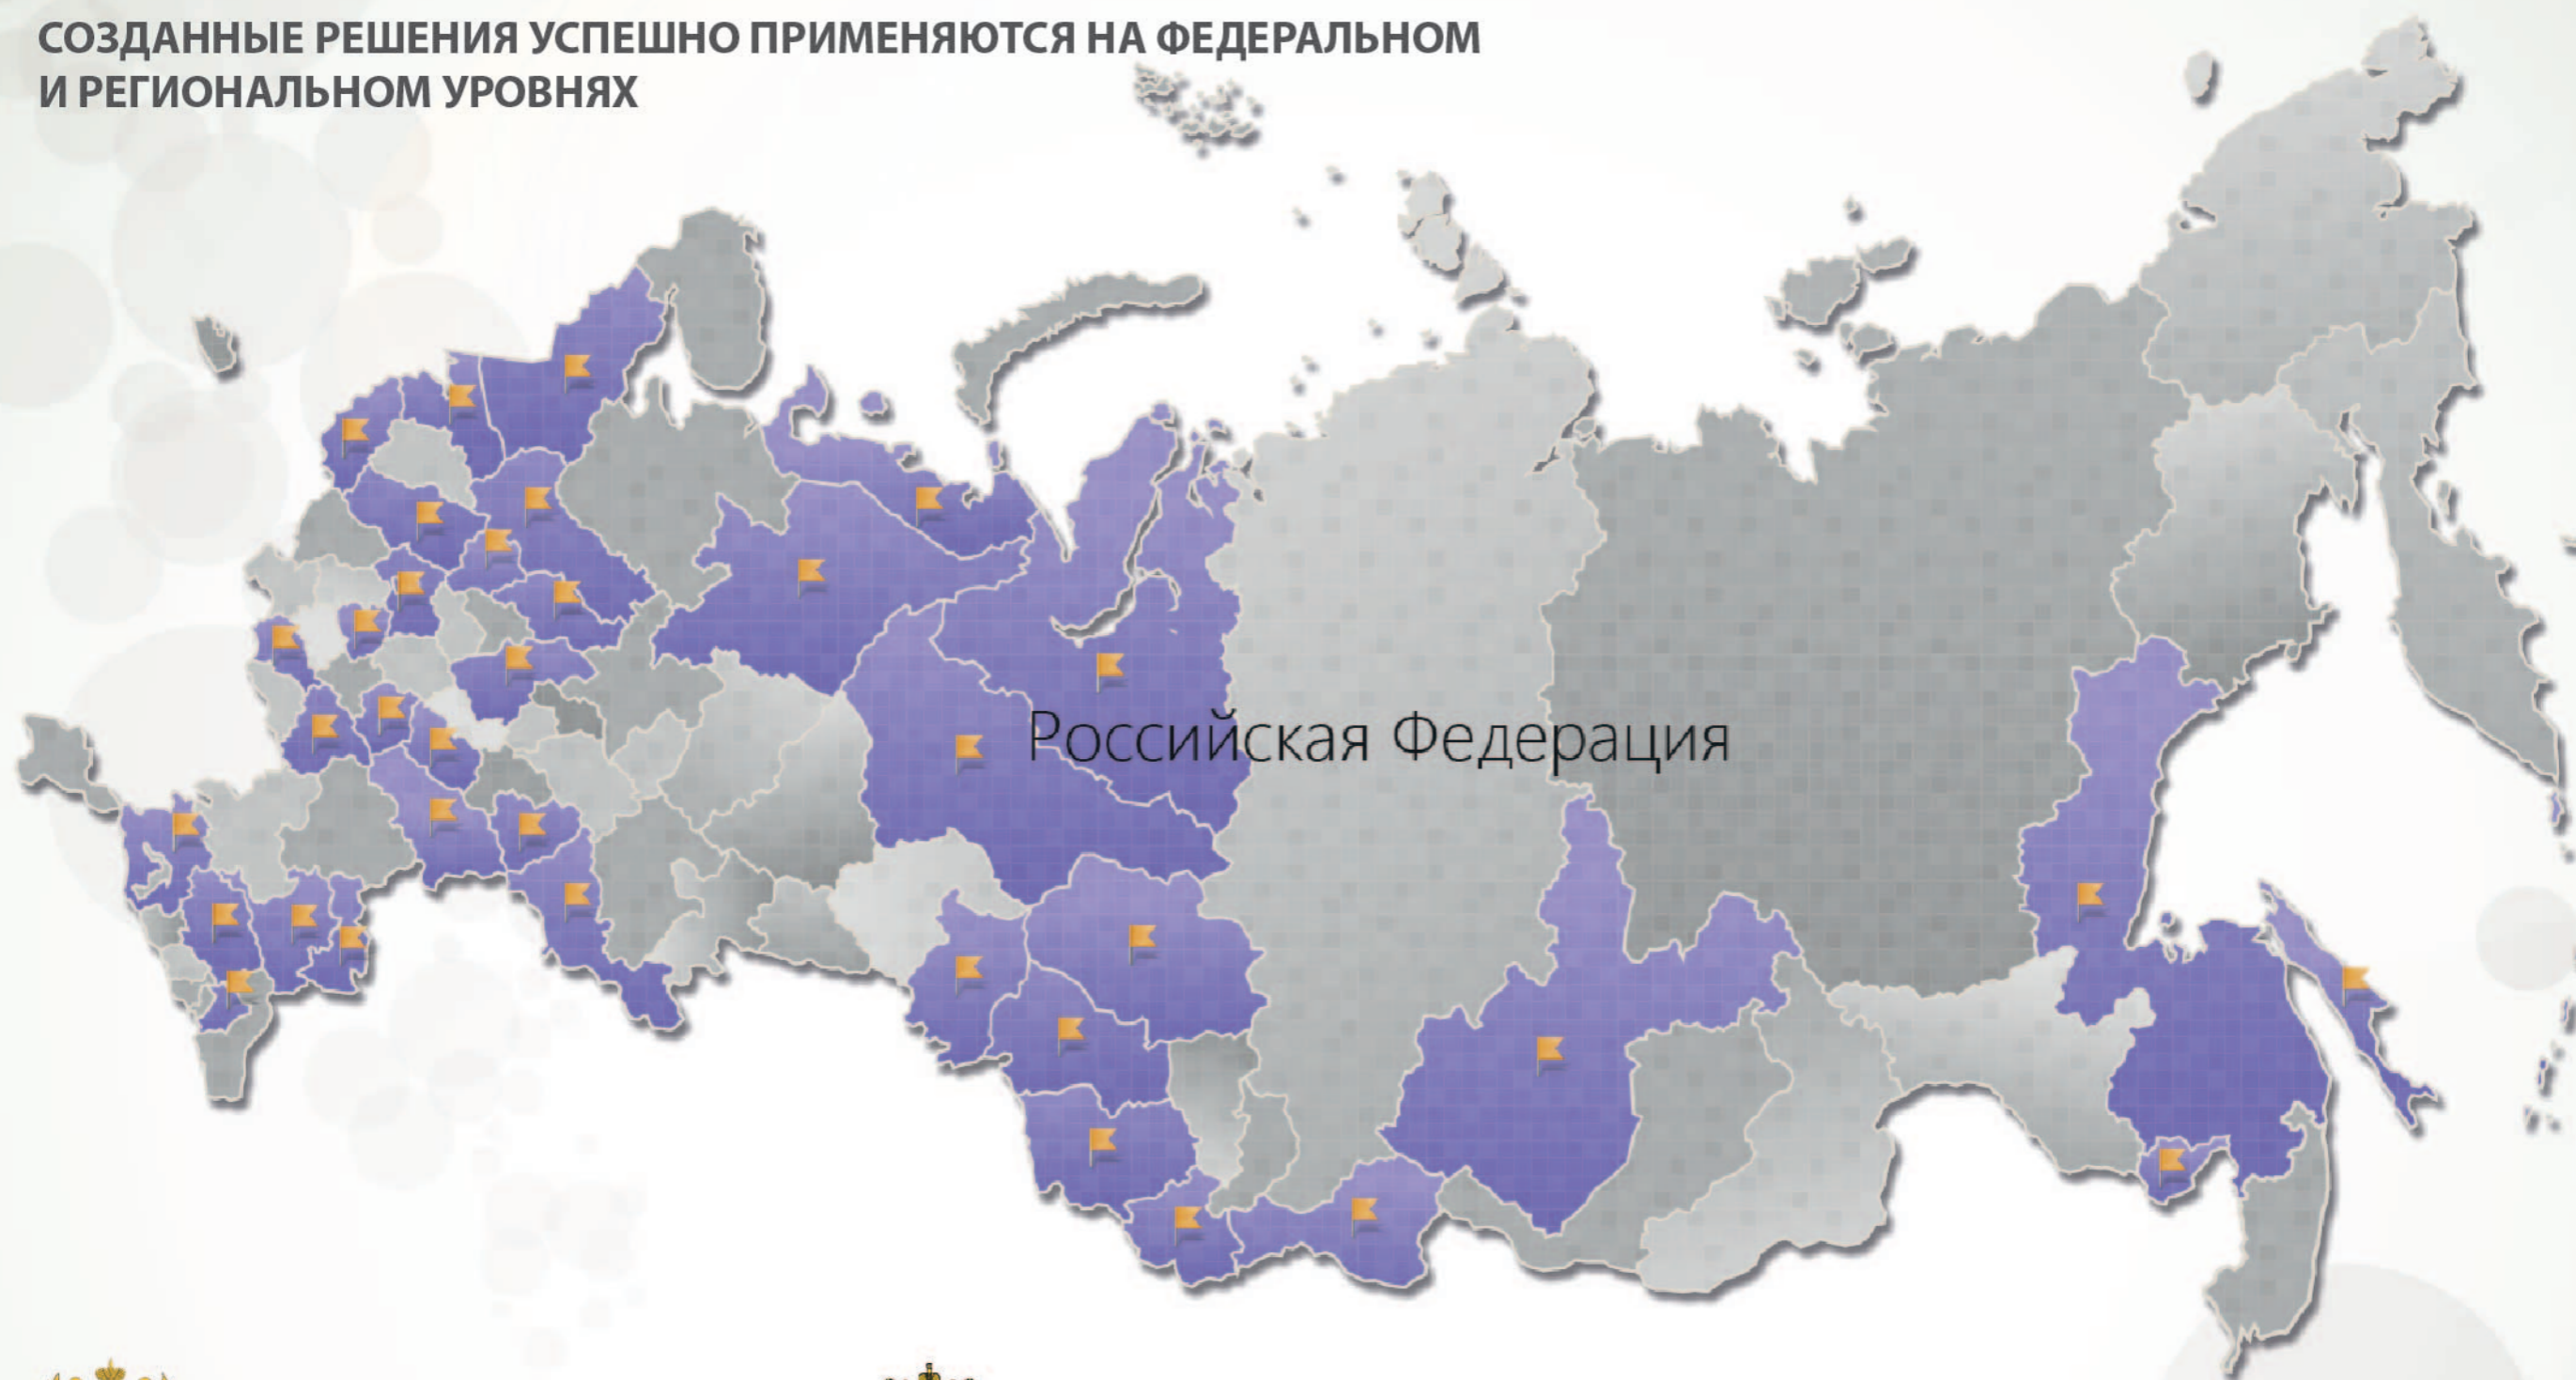 СОЗДАННЫЕ РЕШЕНИЯ УСПЕШНО ПРИМЕНЯЮТСЯ НА ФЕДЕРАЛЬНОМ
И РЕГИОНАЛЬНОМ УРОВНЯХ
Российская Федерация